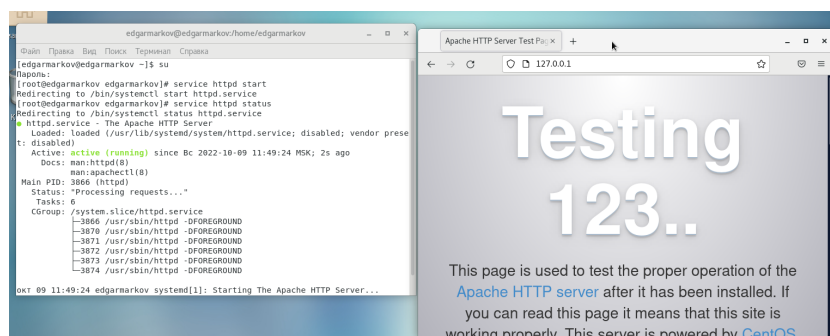 edgarmarkov@edgarmarkov:/home/edgarmarkov
Файл Правка Вид Поиск Терминал Справка
[edgarmarkov@edgarmarkov ~]$ su
Пароль:
[root@edgarmarkov edgarmarkov]# service httpd start
Redirecting to /bin/systemctl start httpd.service
[root@edgarmarkov edgarmarkov]# service httpd status
Redirecting to /bin/systemctl status httpd.service
● httpd.service - The Apache HTTP Server
Loaded: loaded (/usr/lib/systemd/system/httpd.service; disabled; vendor prese
t: disabled)
Active: active (running) since Вс 2022-10-09 11:49:24 MSK; 2s ago
Docs: man:httpd(8)
man:apachectl(8)
Main PID: 3866 (httpd)
Status: "Processing requests..."
Tasks: 6
CGroup: /system.slice/httpd.service
├─3866 /usr/sbin/httpd -DFOREGROUND
├─3870 /usr/sbin/httpd -DFOREGROUND
├─3871 /usr/sbin/httpd -DFOREGROUND
├─3872 /usr/sbin/httpd -DFOREGROUND
├─3873 /usr/sbin/httpd -DFOREGROUND
└─3874 /usr/sbin/httpd -DFOREGROUND
окт 09 11:49:24 edgarmarkov systemd[1]: Starting The Apache HTTP Server...
Apache HTTP Server Test Pag
127.0.0.1
Testing
123..
This page is used to test the proper operation of the
Apache HTTP server after it has been installed. If
you can read this page it means that this site is
working properly. This server is powered by CentOS.